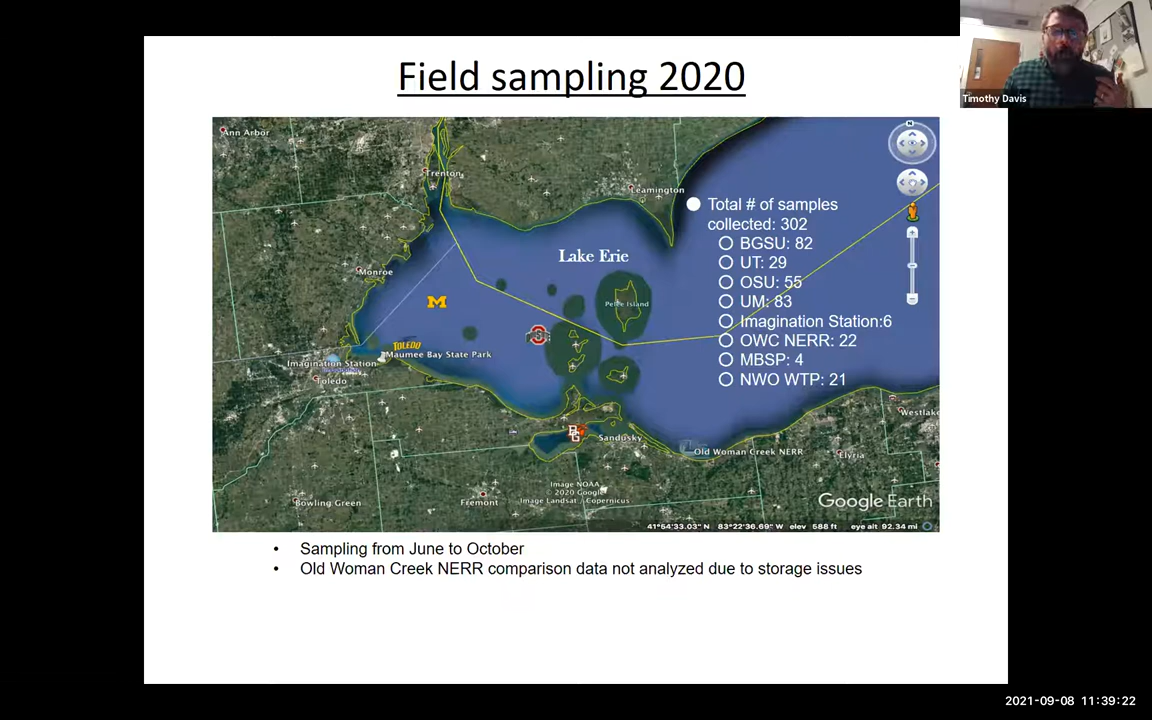 Timothy Davis
Field sampling 2020
Ann Arbor
Trenton
Leamington
Lake Erie
Monroe
Pelee Island
TOLEDO
Maumee Bay State Park
Imagination Station
Toledo
Sandusky
Old Woman Creek NERR
Westlake
Elyria
Bowling Green
Fremont
N
M
Total # of samples
collected: 302
BGSU: 82
UT: 29
OSU: 55
UM: 83
Imagination Station:6
OWC NERR: 22
MBSP: 4
NWO WTP: 21
Image NOAA
© 2020 Google
Image Landsat / Copernicus
Google Earth
41°54'33.03" N 83°22'36.69" W elev 588 ft eye alt 92.34 mi
• Sampling from June to October
• Old Woman Creek NERR comparison data not analyzed due to storage issues
2021-09-08 11:39:22